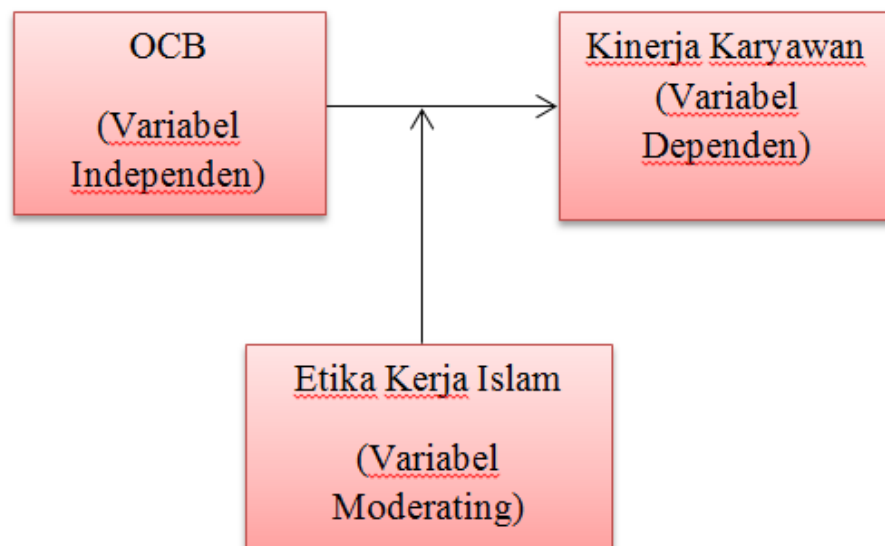 OCB
(Variabel
Independen)
Kinerja Karyawan
(Variabel
Dependen)
Etika Kerja Islam
(Variabel
Moderating)